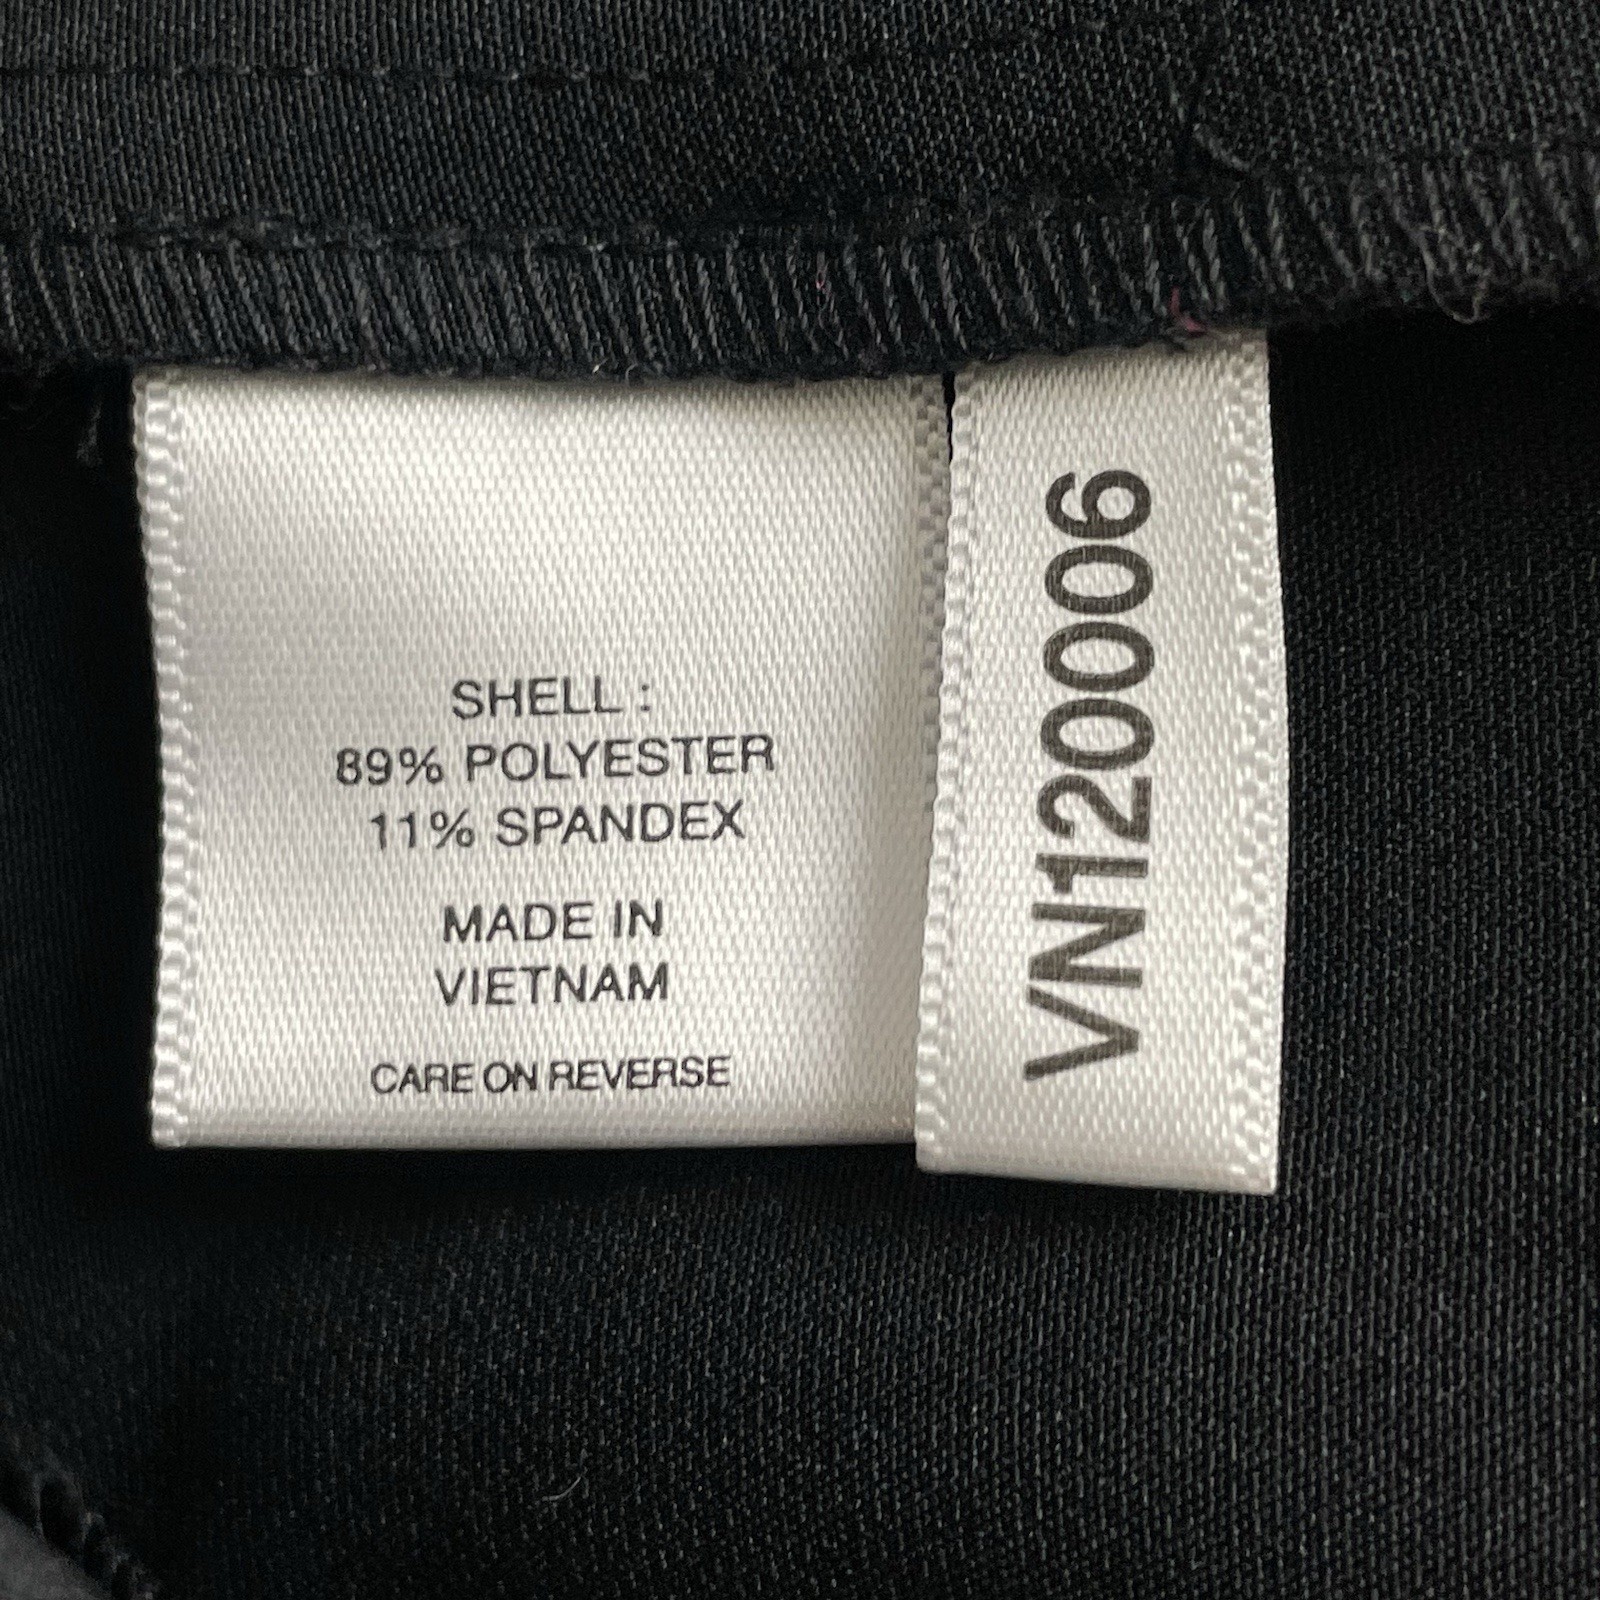 SHELL :
89% POLYESTER
11% SPANDEX
MADE IN
VIETNAM
CARE ON REVERSE
VN120006